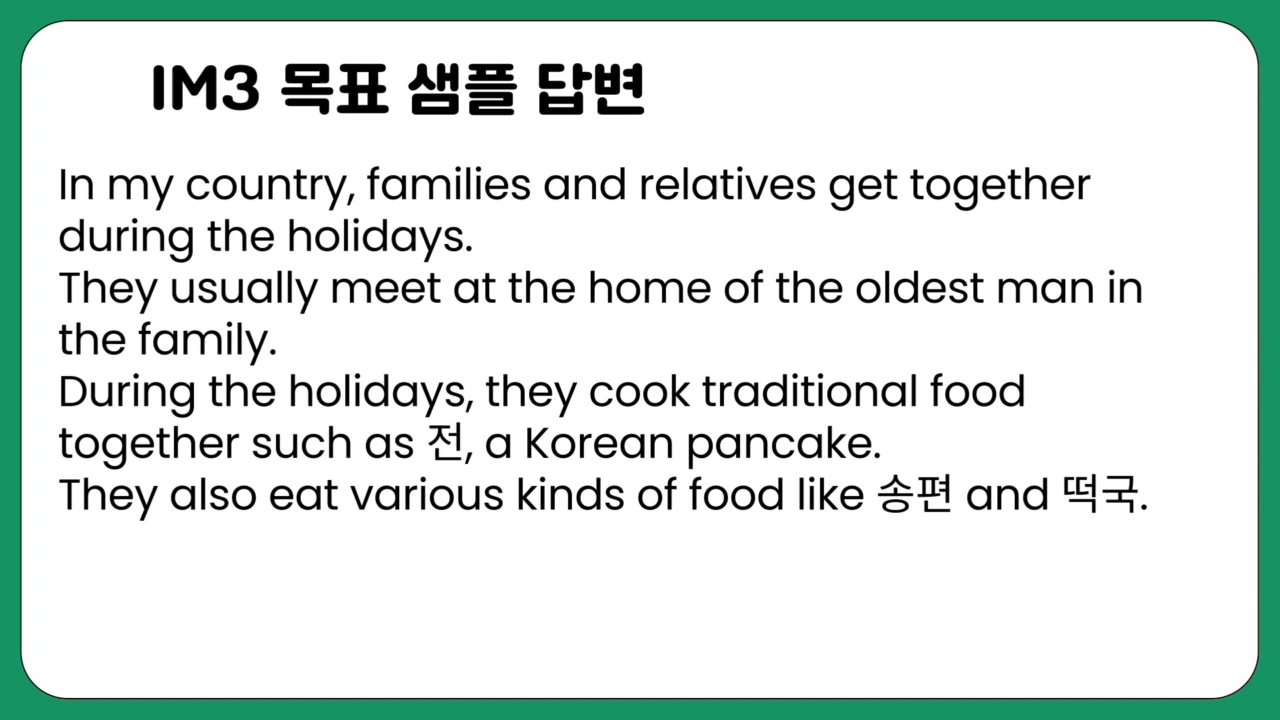 IM3 목표 샘플 답변
In my country, families and relatives get together
during the holidays.
They usually meet at the home of the oldest man in
the family.
During the holidays, they cook traditional food
together such as 전, a Korean pancake.
They also eat various kinds of food like 송편 and 떡국.